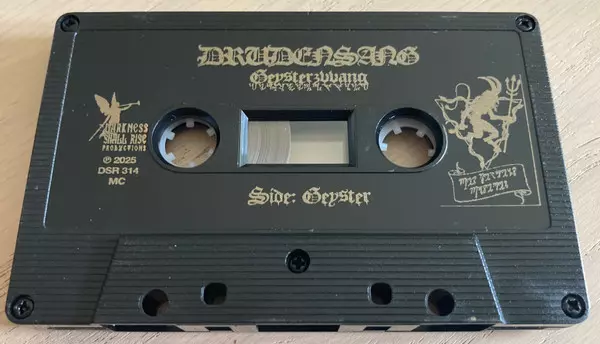 DRUDENSANG
Geysterzvvang
DARKNESS
SHALL RISE
PRODUCTIONS
℗ 2025
DSR 314
MC
Side: Geyster